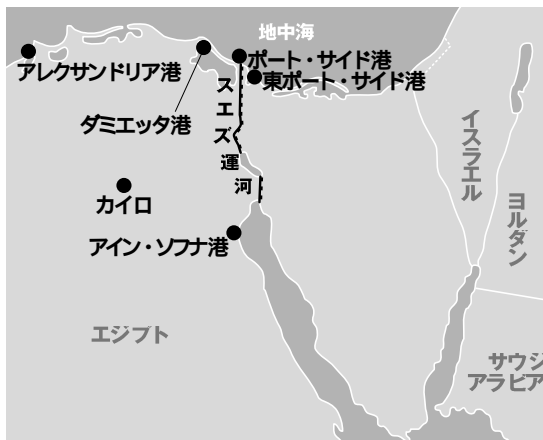 地中海
ポート・サイド港
アレクサンドリア港
東ポート・サイド港
スエズ運河
ダミエッタ港
イスラエル
カイロ
ヨルダン
アイン・ソフナ港
エジプト
サウジ
アラビア